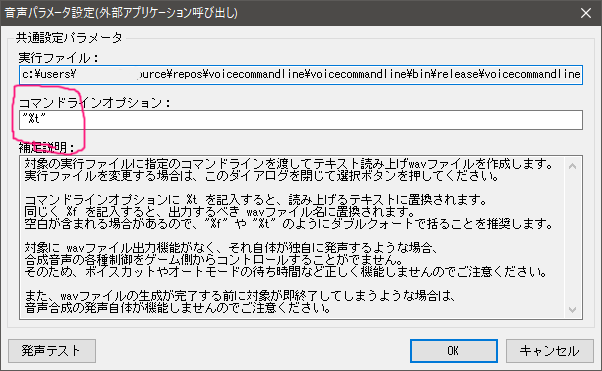 音声パラメータ設定(外部アプリケーション呼び出し)
共通設定パラメータ
実行ファイル：
c:¥users¥ ource¥repos¥voicecommandline¥voicecommandline¥bin¥release¥voicecommandline
コマンドラインオプション：
"%t"
補足説明：
対象の実行ファイルに指定のコマンドラインを渡してテキスト読み上げwavファイルを作成します。
実行ファイルを変更する場合は、このダイアログを閉じて選択ボタンを押してください。
コマンドラインオプションに %t を記入すると、読み上げるテキストに置換されます。
同じく %f を記入すると、出力するべき wavファイル名に置換されます。
空白が含まれる場合があるので、"%f" や "%t" のようにダブルクォートで括ることを推奨します。
対象に wavファイル出力機能がなく、それ自体が独自に発声するような場合、
合成音声の各種制御をゲーム側からコントロールすることができません。
そのため、ボイスカットやオートモードの待ち時間など正しく機能しませんのでご注意ください。
また、wavファイルの生成が完了する前に対象が即終了してしまうような場合は、
音声合成の発声自体が機能しませんのでご注意ください。
発声テスト
OK
キャンセル